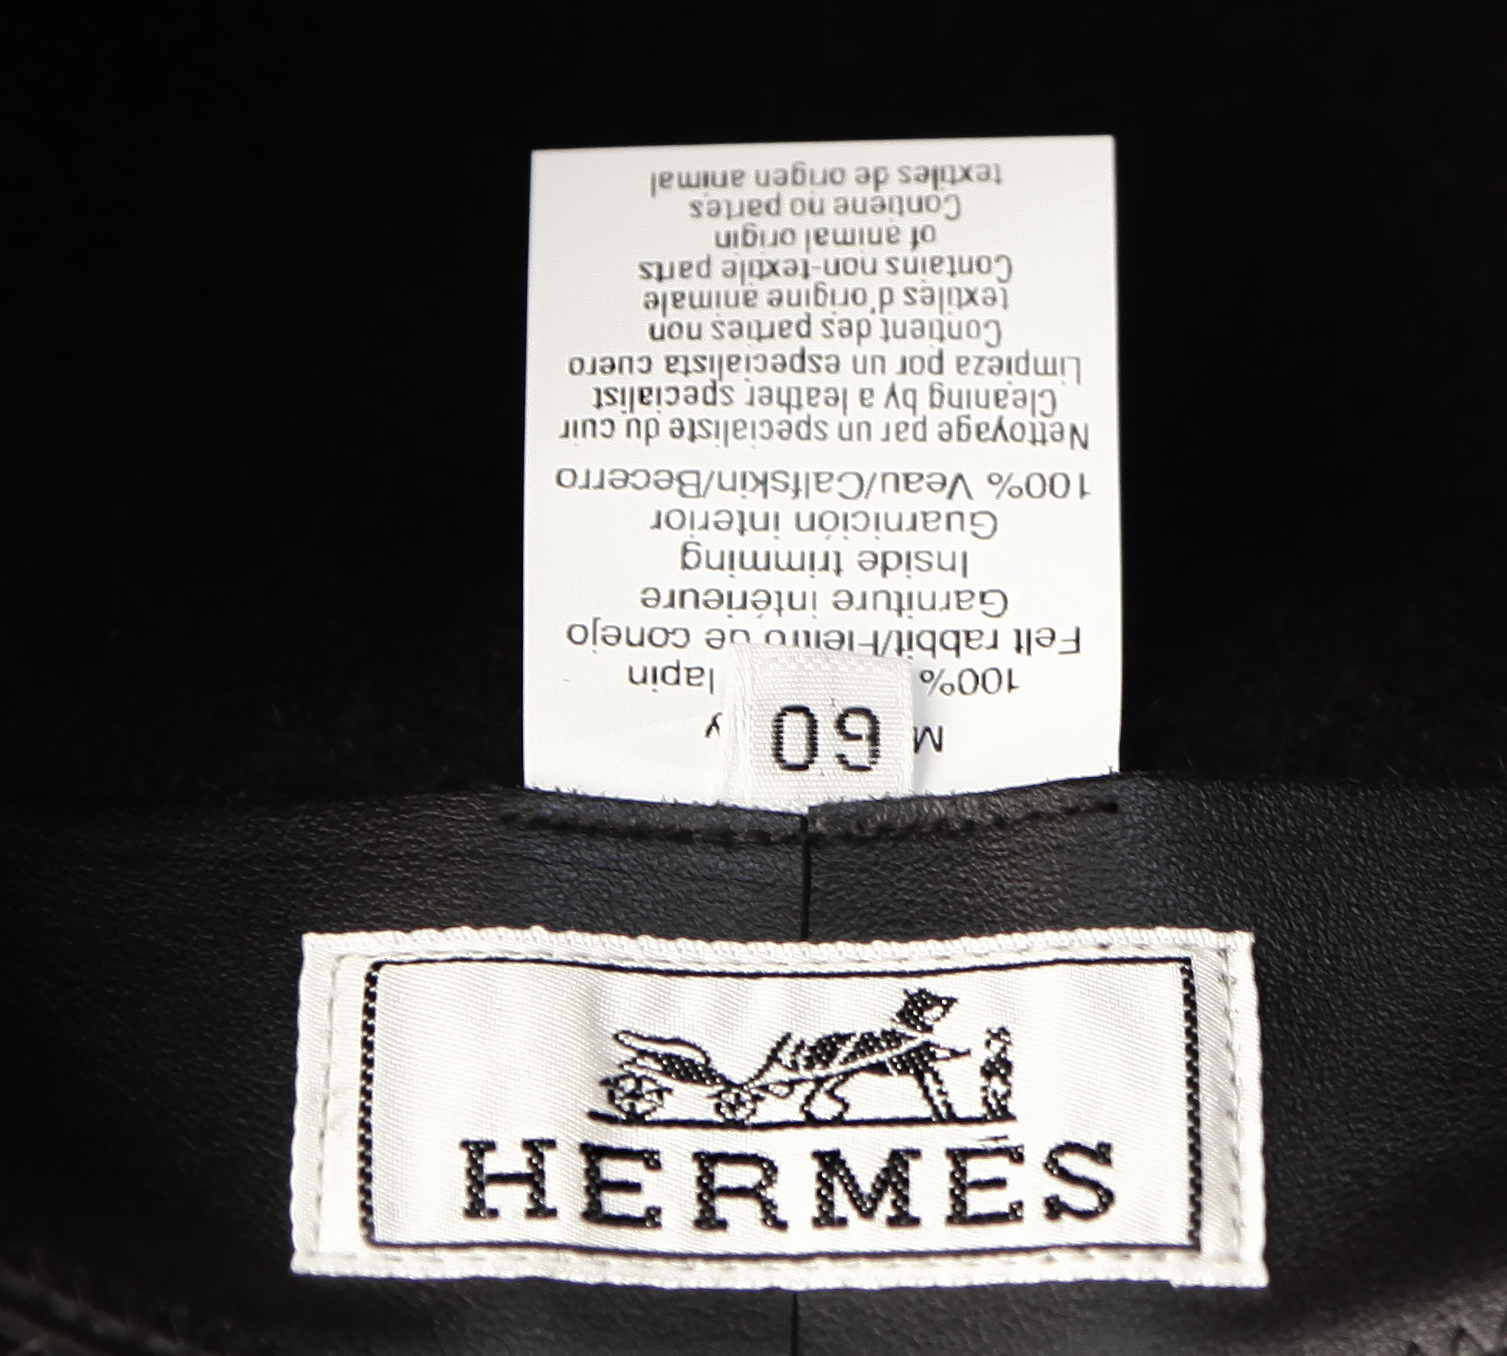 60
100% lapin
Felt rabbit/Fieltro de conejo
Garniture intérieure
Inside trimming
Guarnición interior
100% Veau/Calfskin/Becerro
Nettoyage par un spécialiste du cuir
Cleaning by a leather specialist
Limpieza por un especialista cuero
Contient des parties non
textiles d'origine animale
Contains non-textile parts
of animal origin
Contiene no partes
textiles de origen animal
HERMÈS